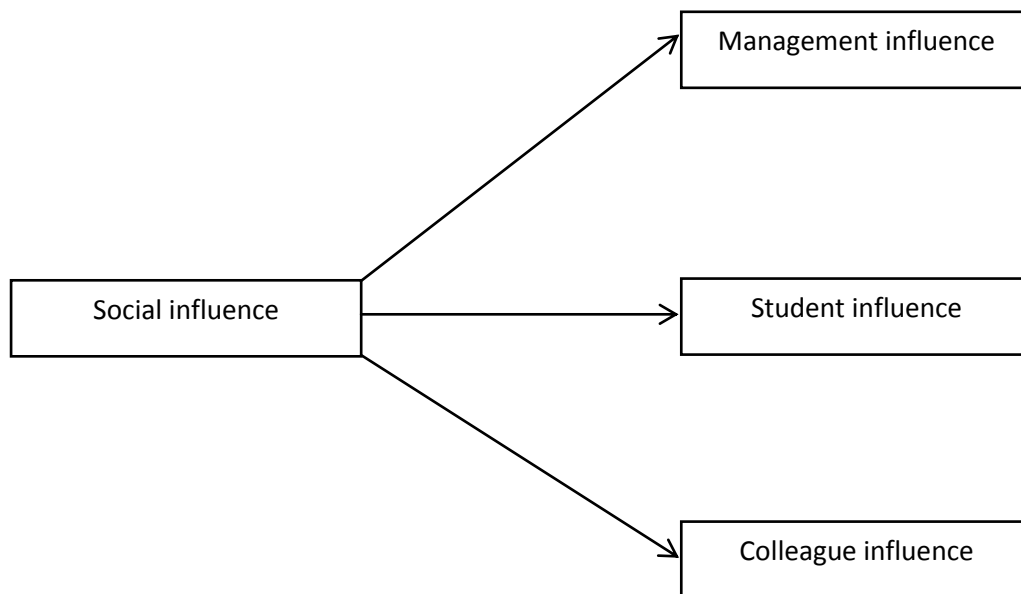 Management influence
Social influence
Student influence
Colleague influence